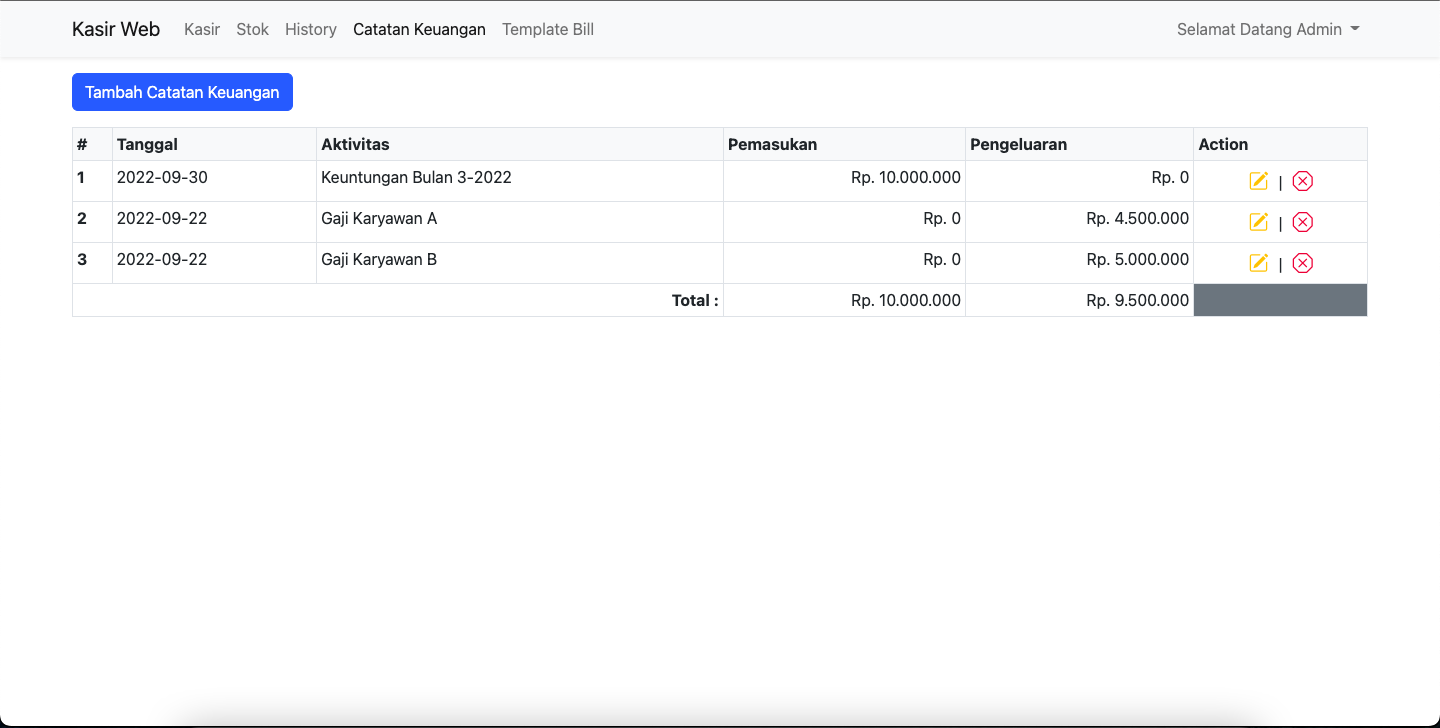 Kasir Web Kasir Stok History Catatan Keuangan Template Bill Selamat Datang Admin
Tambah Catatan Keuangan
# Tanggal Aktivitas Pemasukan Pengeluaran Action
1 2022-09-30 Keuntungan Bulan 3-2022 Rp. 10.000.000 Rp. 0 |
2 2022-09-22 Gaji Karyawan A Rp. 0 Rp. 4.500.000 |
3 2022-09-22 Gaji Karyawan B Rp. 0 Rp. 5.000.000 |
Total : Rp. 10.000.000 Rp. 9.500.000